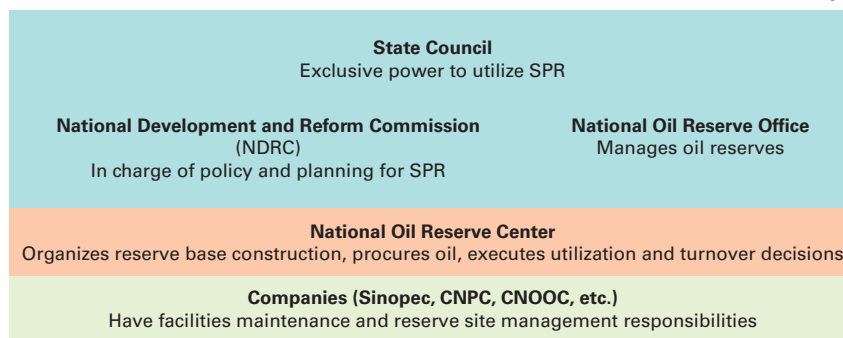 State Council
Exclusive power to utilize SPR
National Development and Reform Commission
(NDRC)
In charge of policy and planning for SPR
National Oil Reserve Office
Manages oil reserves
National Oil Reserve Center
Organizes reserve base construction, procures oil, executes utilization and turnover decisions
Companies (Sinopec, CNPC, CNOOC, etc.)
Have facilities maintenance and reserve site management responsibilities